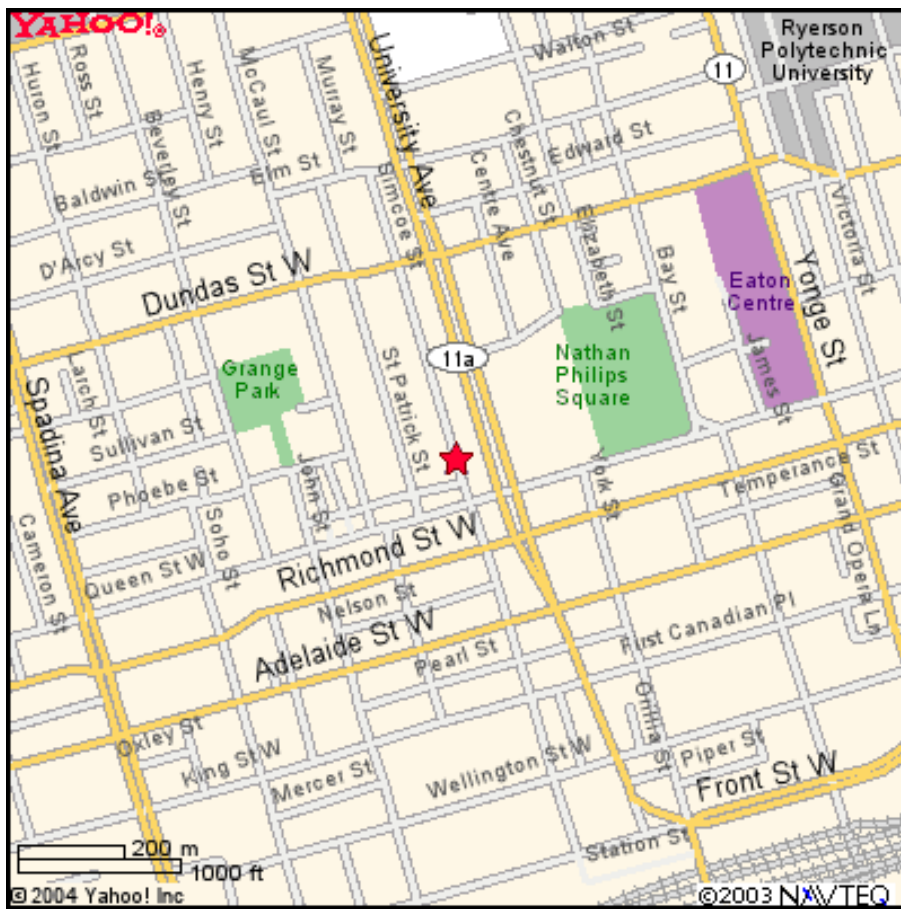 YAHOO!®
Ryerson
Polytechnic
University
Walton St
11
Ross St
Huron St
Henry St
McCaul St
Murray St
University Ave
Beverley St
Baldwin S
Elm St
Simcoe St
Centre Ave
Chestnut St
Edward St
Elizabeth St
Bay St
Victoria St
D'Arcy St
Dundas St W
Eaton
Centre
Yonge St
James St
11a
Nathan
Philips
Square
Grange
Park
Larch St
St Patrick St
Spadina Ave
Sullivan St
Phoebe St
John St
York St
Temperance St
Grand Opera Ln
Cameron St
Soho St
Queen St W
Richmond St W
Nelson St
Adelaide St W
Pearl St
First Canadian Pl
Orillia St
Oxley St
King St W
Mercer St
Wellington St W
Piper St
Front St W
Station St
200 m
1000 ft
© 2004 Yahoo! Inc
©2003 NAVTEQ